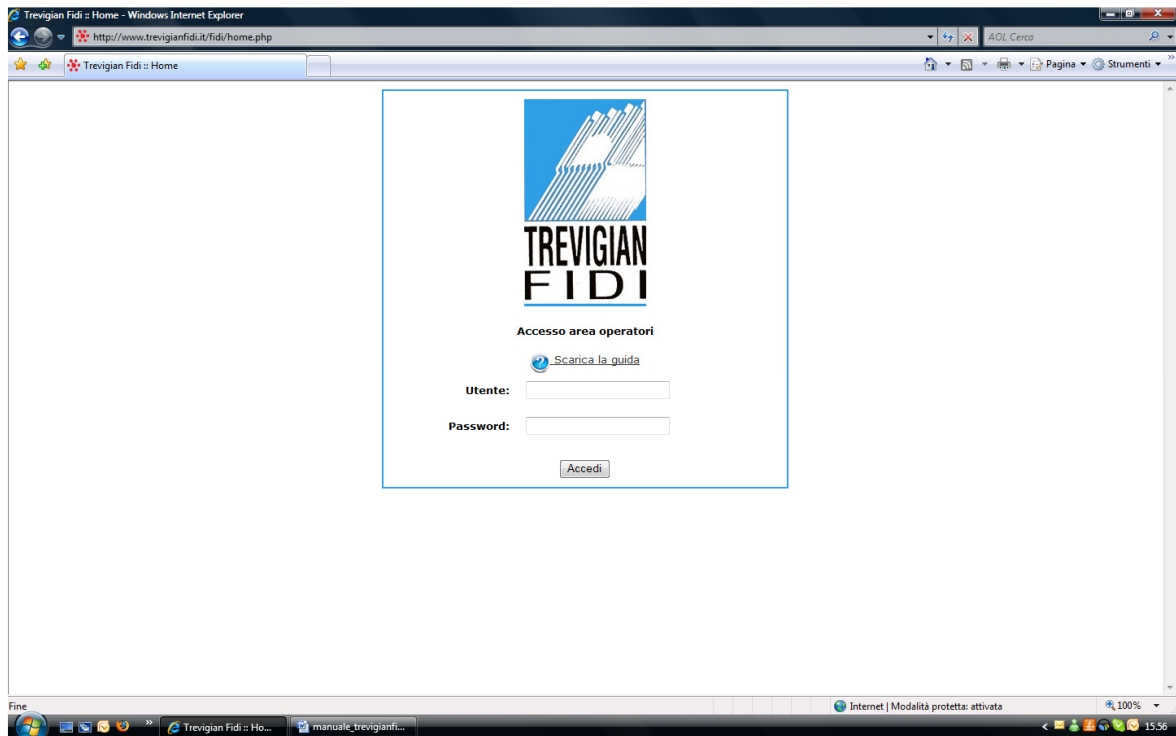 Trevigian Fidi :: Home - Windows Internet Explorer
http://www.trevigianfidi.it/fidi/home.php
AOL Cerca
Trevigian Fidi :: Home
Pagina
Strumenti
TREVIGIAN
FIDI
Accesso area operatori
Scarica la guida
Utente:
Password:
Accedi
Fine
Internet | Modalità protetta: attivata
100%
Trevigian Fidi :: Ho...
manuale_trevigianfi...
15.56